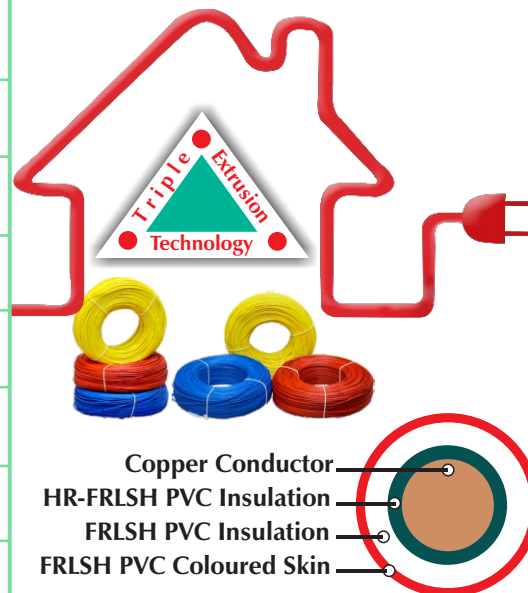 Triple
Extrusion
Technology
Copper Conductor
HR-FRLSH PVC Insulation
FRLSH PVC Insulation
FRLSH PVC Coloured Skin